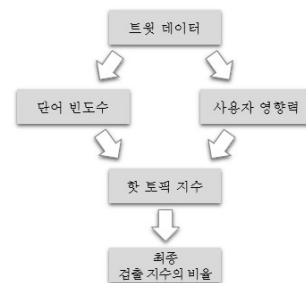 트윗 데이터
단어 빈도수
사용자 영향력
핫 토픽 지수
최종
검출 지수의 비율